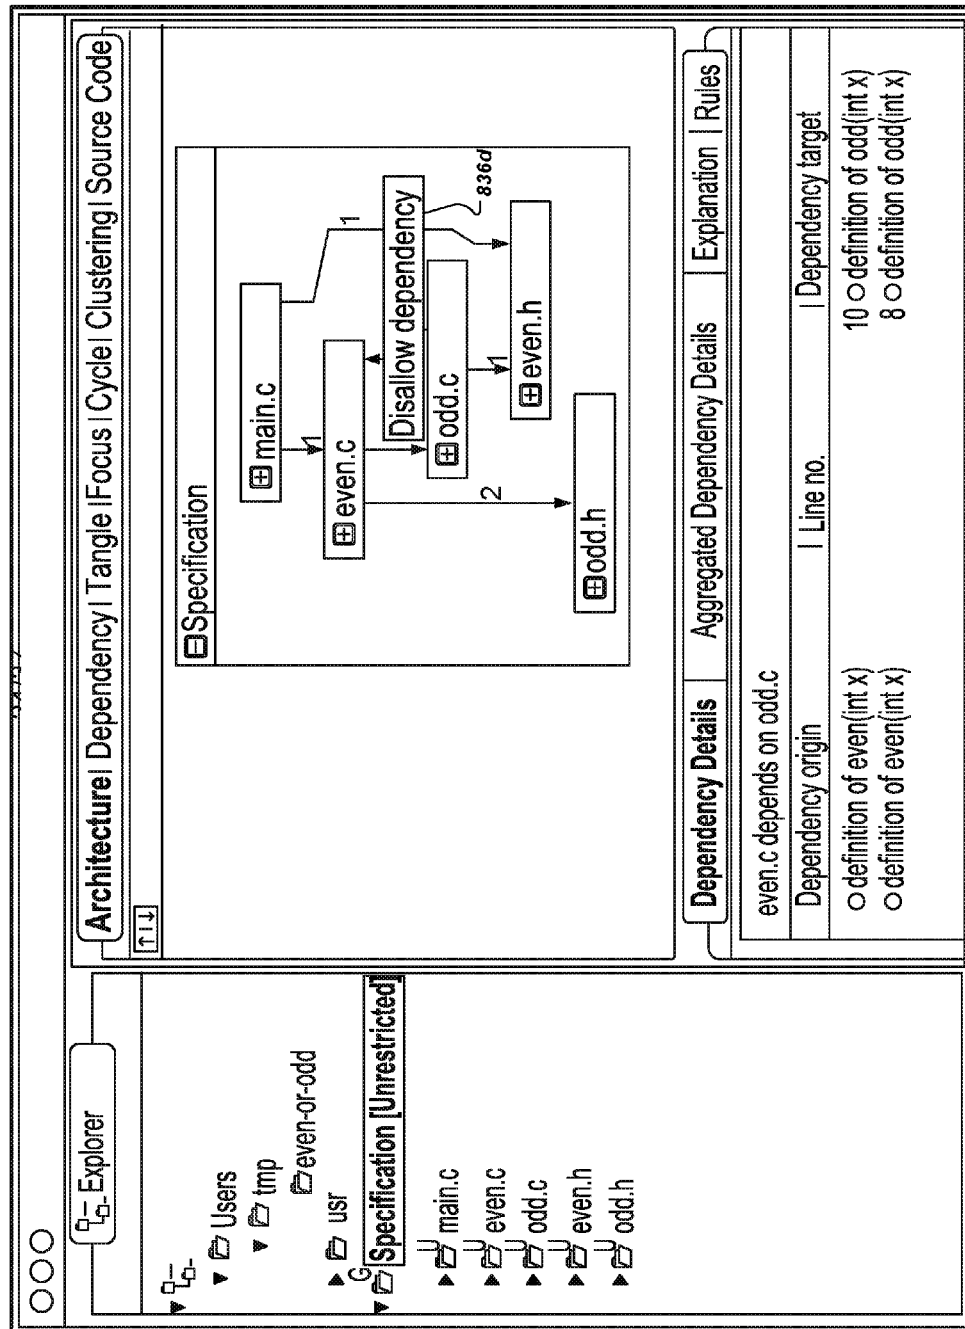 Explorer
Users
tmp
even-or-odd
usr
G
Specification [Unrestricted]
main.c
even.c
odd.c
even.h
odd.h
Architecture| Dependency| Tangle |Focus | Cycle| Clustering| Source Code
Specification
main.c
1
1
even.c
Disallow dependency
836d
odd.c
2
1
even.h
odd.h
Dependency Details
Aggregated Dependency Details
Explanation | Rules
even.c depends on odd.c
Dependency origin | Line no. | Dependency target
definition of even(int x) 10 definition of odd(int x)
definition of even(int x) 8 definition of odd(int x)